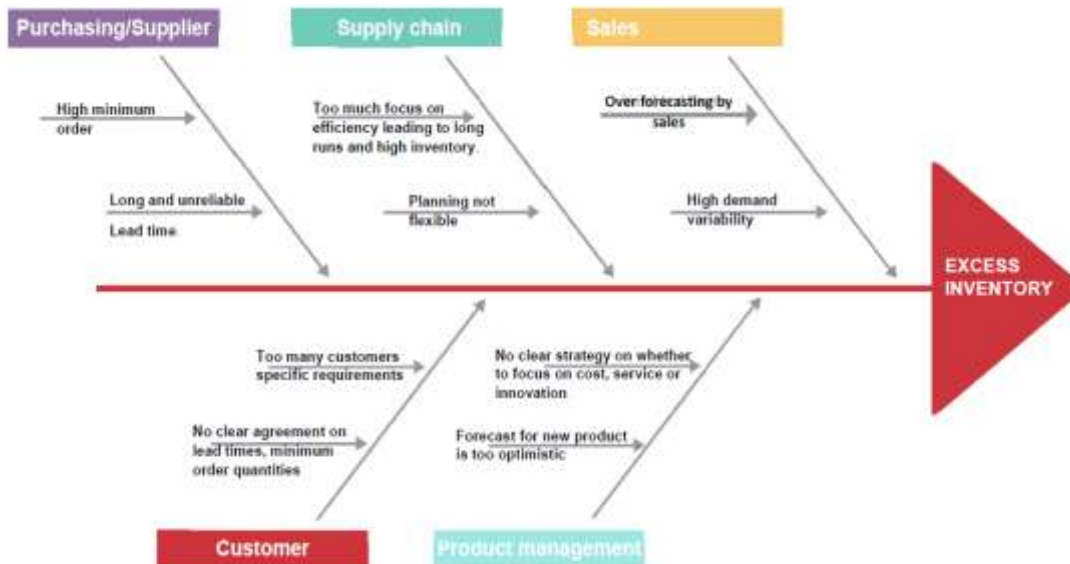 Purchasing/Supplier
Supply chain
Sales
High minimum
order
Too much focus on
efficiency leading to long
runs and high inventory.
Over forecasting by
sales
Long and unreliable
Lead time
Planning not
flexible
High demand
variability
EXCESS
INVENTORY
Too many customers
specific requirements
No clear strategy on whether
to focus on cost, service or
innovation
No clear agreement on
lead times, minimum
order quantities
Forecast for new product
is too optimistic
Customer
Product management